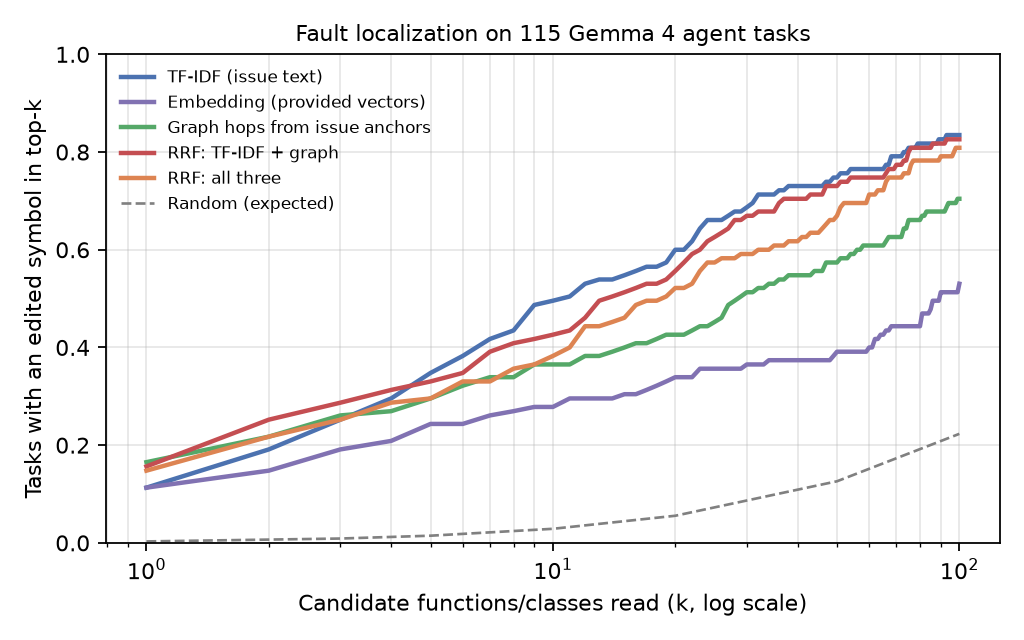 Fault localization on 115 Gemma 4 agent tasks
Tasks with an edited symbol in top-k
1.0
0.8
0.6
0.4
0.2
0.0
TF-IDF (issue text)
Embedding (provided vectors)
Graph hops from issue anchors
RRF: TF-IDF + graph
RRF: all three
Random (expected)
10⁰
10¹
10²
Candidate functions/classes read (k, log scale)